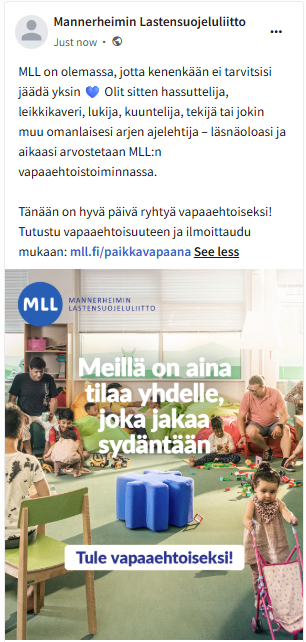 Mannerheimin Lastensuojeluliitto
Just now ·
MLL on olemassa, jotta kenenkään ei tarvitsisi
jäädä yksin 💙 Olit sitten hassuttelija,
leikkikaveri, lukija, kuuntelija, tekijä tai jokin
muu omanlaisesi arjen ajelehtija – läsnäoloasi ja
aikaasi arvostetaan MLL:n
vapaaehtoistoiminnassa.
Tänään on hyvä päivä ryhtyä vapaaehtoiseksi!
Tutustu vapaaehtoisuuteen ja ilmoittaudu
mukaan: mll.fi/paikkavapaana See less
MLL
MANNERHEIMIN
LASTENSUOJELULIITTO
Meillä on aina
tilaa yhdelle,
joka jakaa
sydäntään
Tule vapaaehtoiseksi!